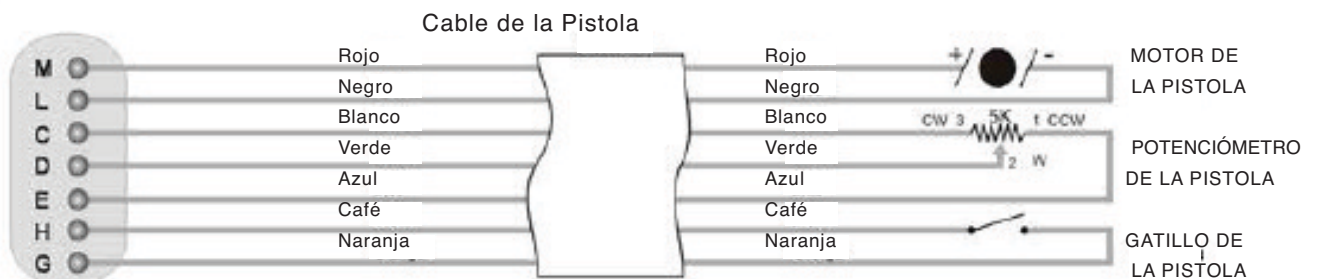 Cable de la Pistola
M Rojo Rojo + - MOTOR DE
L Negro Negro LA PISTOLA
C Blanco Blanco CW 3 5K 1 CCW
D Verde Verde 2 W POTENCIÓMETRO
E Azul Azul DE LA PISTOLA
H Café Café
G Naranja Naranja GATILLO DE
LA PISTOLA